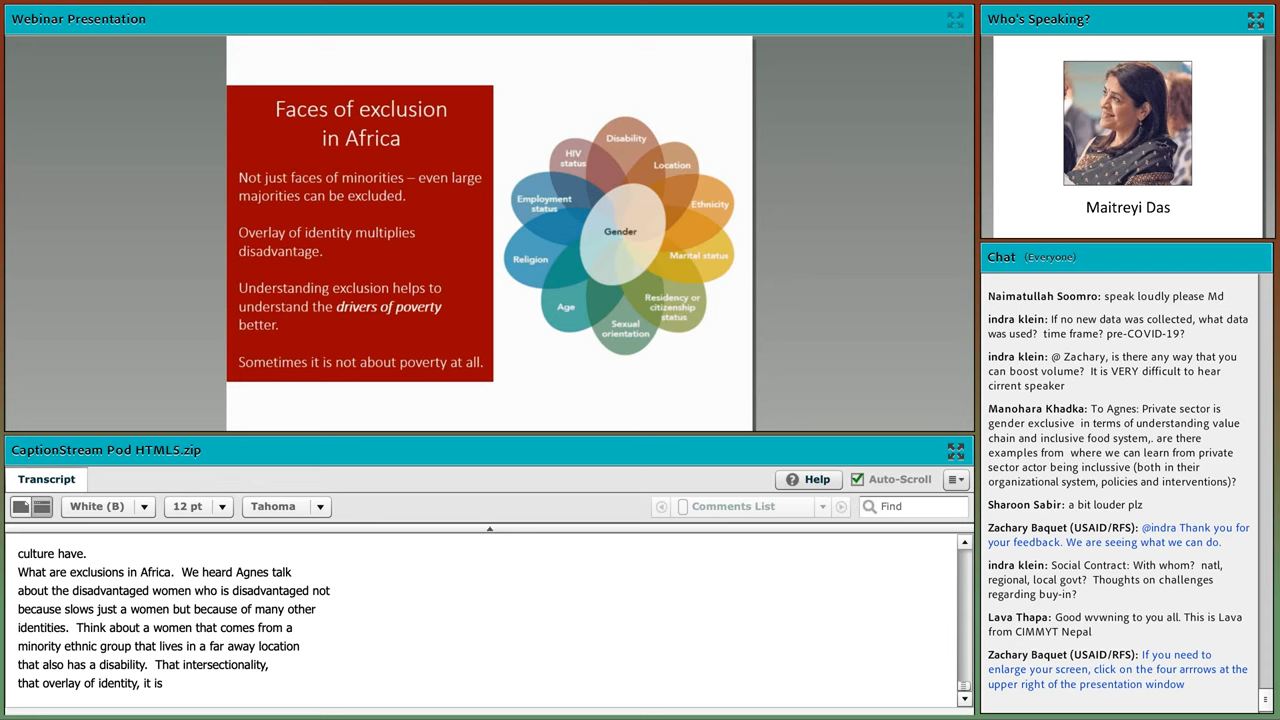 Webinar Presentation
Faces of exclusion
in Africa
Not just faces of minorities – even large
majorities can be excluded.
Overlay of identity multiplies
disadvantage.
Understanding exclusion helps to
understand the drivers of poverty
better.
Sometimes it is not about poverty at all.
Disability
HIV
status
Location
Employment
status
Ethnicity
Gender
Religion
Marital status
Age
Residency or
citizenship
status
Sexual
orientation
Who's Speaking?
Maitreyi Das
Chat (Everyone)
Naimatullah Soomro: speak loudly please Md
indra klein: If no new data was collected, what data
was used? time frame? pre-COVID-19?
indra klein: @ Zachary, is there any way that you
can boost volume? It is VERY difficult to hear
cirrent speaker
Manohara Khadka: To Agnes: Private sector is
gender exclusive in terms of understanding value
chain and inclusive food system,. are there
examples from where we can learn from private
sector actor being inclussive (both in their
organizational system, policies and interventions)?
Sharoon Sabir: a bit louder plz
Zachary Baquet (USAID/RFS): @indra Thank you for
your feedback. We are seeing what we can do.
indra klein: Social Contract: With whom? natl,
regional, local govt? Thoughts on challenges
regarding buy-in?
Lava Thapa: Good wvwning to you all. This is Lava
from CIMMYT Nepal
Zachary Baquet (USAID/RFS): If you need to
enlarge your screen, click on the four arrrows at the
upper right of the presentation window
CaptionStream Pod HTML5.zip
Transcript
Help
Auto-Scroll
White (B)
12 pt
Tahoma
Comments List
Find
culture have.
What are exclusions in Africa. We heard Agnes talk
about the disadvantaged women who is disadvantaged not
because slows just a women but because of many other
identities. Think about a women that comes from a
minority ethnic group that lives in a far away location
that also has a disability. That intersectionality,
that overlay of identity, it is